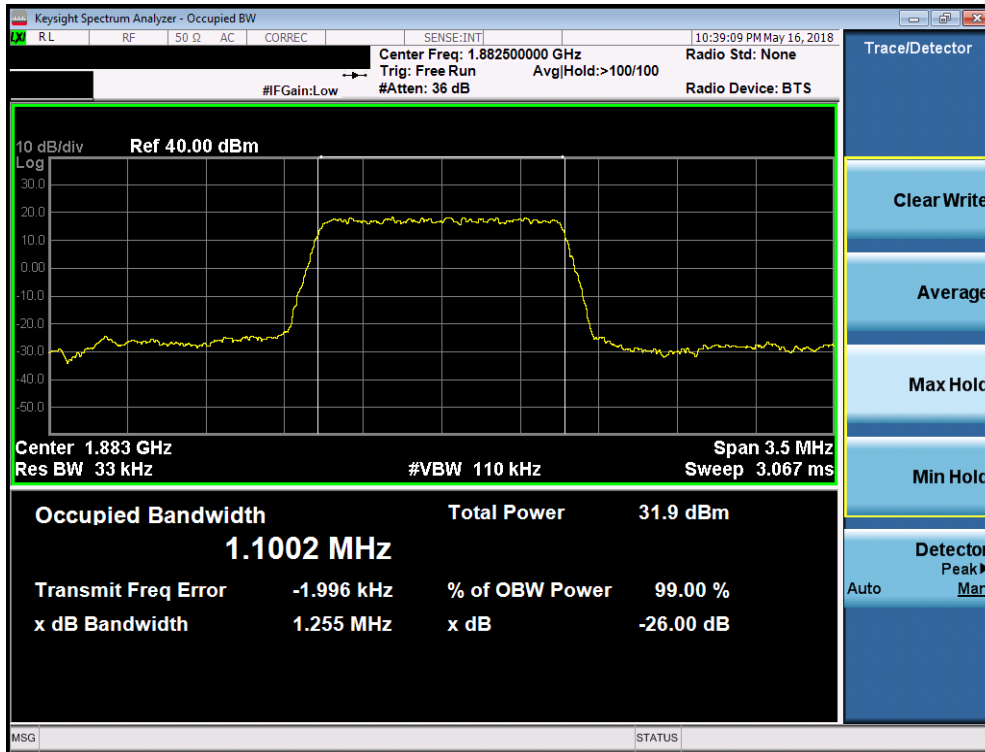 Keysight Spectrum Analyzer - Occupied BW
LXI RL RF 50 Ω AC CORREC SENSE:INT 10:39:09 PM May 16, 2018
Center Freq: 1.882500000 GHz Radio Std: None
Trig: Free Run Avg|Hold:>100/100
#IFGain:Low #Atten: 36 dB Radio Device: BTS
Trace/Detector
10 dB/div Ref 40.00 dBm
Log
30.0
20.0
10.0
0.00
-10.0
-20.0
-30.0
-40.0
-50.0
Center 1.883 GHz Span 3.5 MHz
Res BW 33 kHz #VBW 110 kHz Sweep 3.067 ms
Occupied Bandwidth Total Power 31.9 dBm
1.1002 MHz
Transmit Freq Error -1.996 kHz % of OBW Power 99.00 %
x dB Bandwidth 1.255 MHz x dB -26.00 dB
Clear Write
Average
Max Hold
Min Hold
Detector
Peak
Auto Man
MSG STATUS